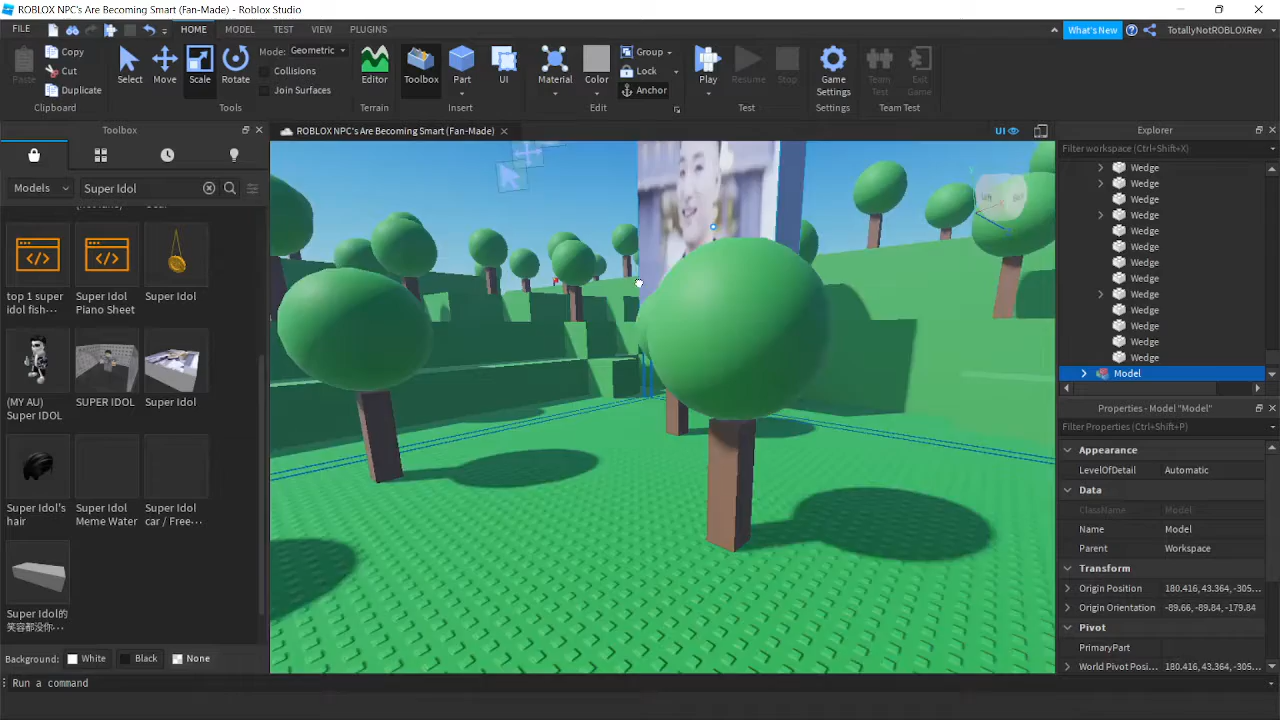 ROBLOX NPC's Are Becoming Smart (Fan-Made) - Roblox Studio
FILE HOME MODEL TEST VIEW PLUGINS What's New TotallyNotROBLOXRev
Paste Copy Cut Duplicate
Clipboard
Select Move Scale Rotate
Mode: Geometric
Collisions
Join Surfaces
Tools
Editor
Terrain
Toolbox Part UI
Insert
Material Color Group Lock Anchor
Edit
Play Resume Stop
Test
Game Settings
Settings
Team Test Exit Game
Team Test
Toolbox
ROBLOX NPC's Are Becoming Smart (Fan-Made)
UI
Models Super Idol
top 1 super idol fish···
Super Idol Piano Sheet
Super Idol
(MY AU) Super IDOL
SUPER IDOL
Super Idol
Super Idol's hair
Super Idol Meme Water
Super Idol car / Free···
Super Idol的
笑容都没你···
Background: White Black None
Run a command
Explorer
Filter workspace (Ctrl+Shift+X)
Wedge
Wedge
Wedge
Wedge
Wedge
Wedge
Wedge
Wedge
Wedge
Wedge
Wedge
Wedge
Wedge
Model
Properties - Model "Model"
Filter Properties (Ctrl+Shift+P)
Appearance
LevelOfDetail Automatic
Data
ClassName Model
Name Model
Parent Workspace
Transform
Origin Position 180.416, 43.364, -305...
Origin Orientation -89.66, -89.84, -179.84
Pivot
PrimaryPart
World Pivot Posi... 180.416, 43.364, -305...